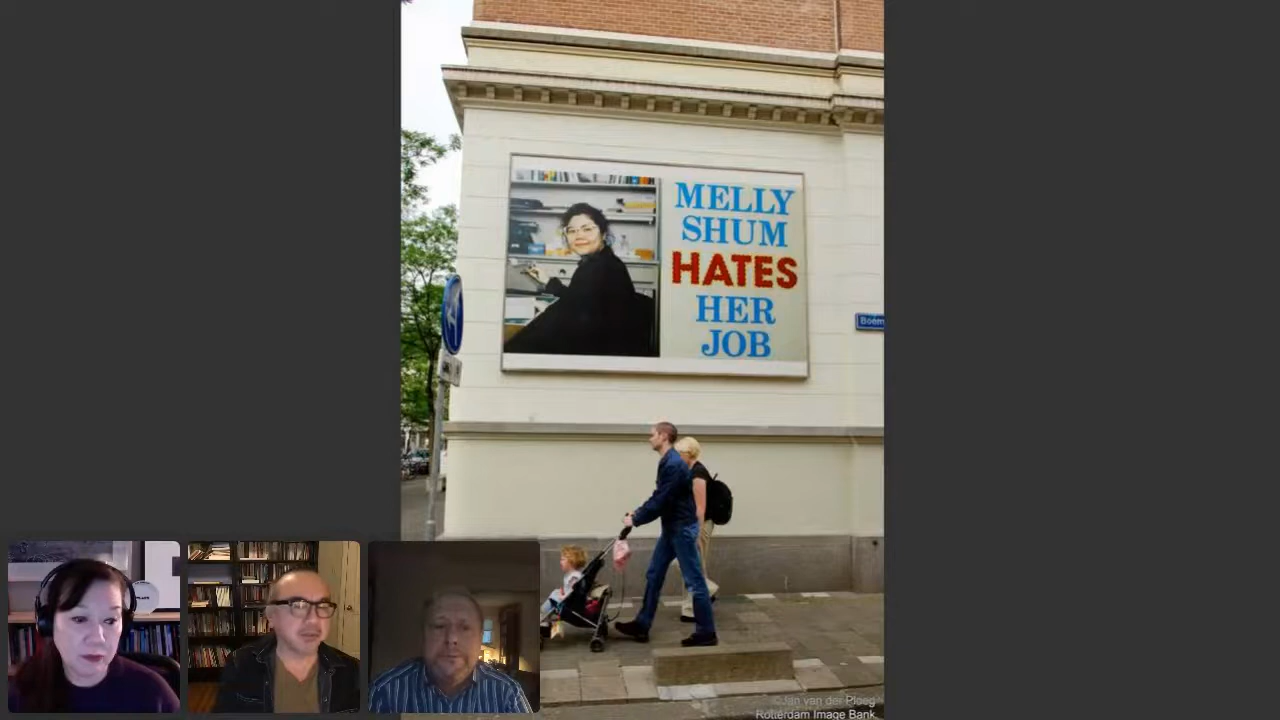 MELLY
SHUM
HATES
HER
JOB
©Jan van der Ploeg
Rotterdam Image Bank